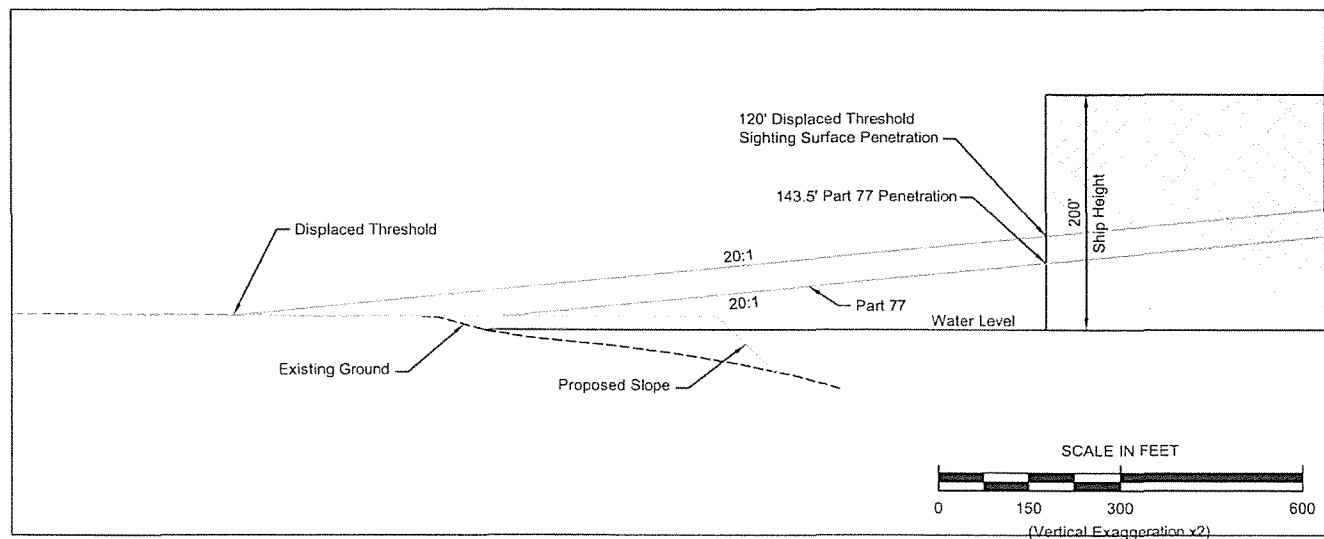 120' Displaced Threshold
Sighting Surface Penetration
143.5' Part 77 Penetration
200'
Ship Height
Displaced Threshold
20:1
20:1
Part 77
Water Level
Existing Ground
Proposed Slope
SCALE IN FEET
0 150 300 600
(Vertical Exaggeration x2)